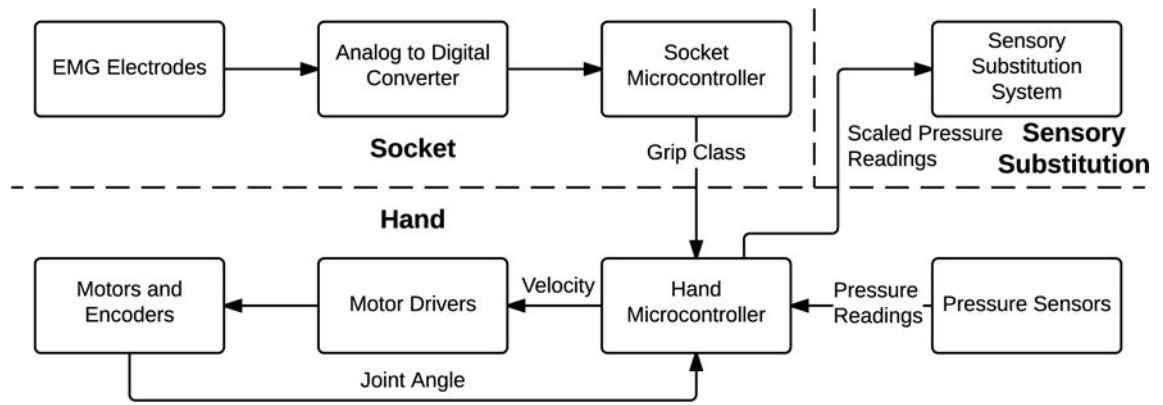 EMG Electrodes
Analog to Digital
Converter
Socket
Microcontroller
Sensory
Substitution
System
Socket
Grip Class
Scaled Pressure
Readings
Sensory
Substitution
Hand
Motors and
Encoders
Motor Drivers
Velocity
Hand
Microcontroller
Pressure
Readings
Pressure Sensors
Joint Angle